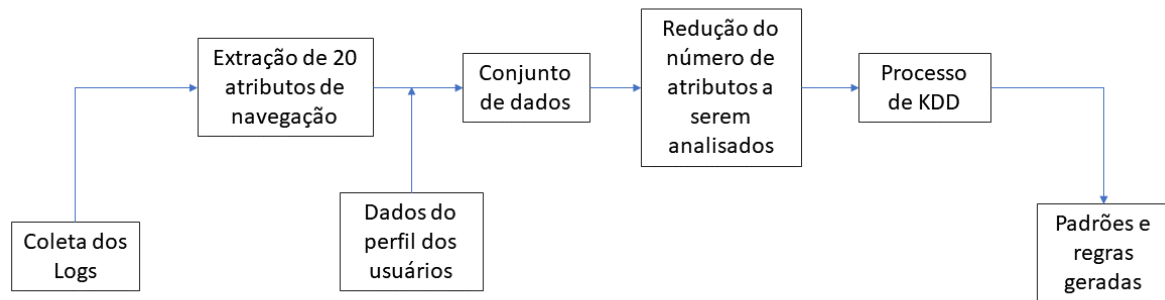 Coleta dos
Logs
Extração de 20
atributos de
navegação
Dados do
perfil dos
usuários
Conjunto
de dados
Redução do
número de
atributos a
serem
analisados
Processo
de KDD
Padrões e
regras
geradas